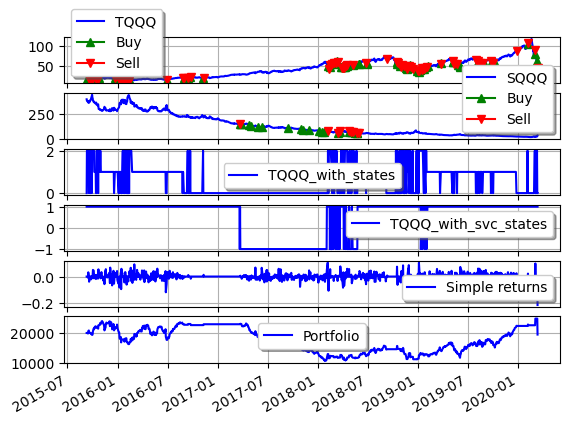 TQQQ
Buy
Sell
100
50
SQQQ
Buy
Sell
250
0
2
0
TQQQ_with_states
1
−1
TQQQ_with_svc_states
0.0
−0.2
Simple returns
20000
10000
Portfolio
2015-07
2016-01
2016-07
2017-01
2017-07
2018-01
2018-07
2019-01
2019-07
2020-01